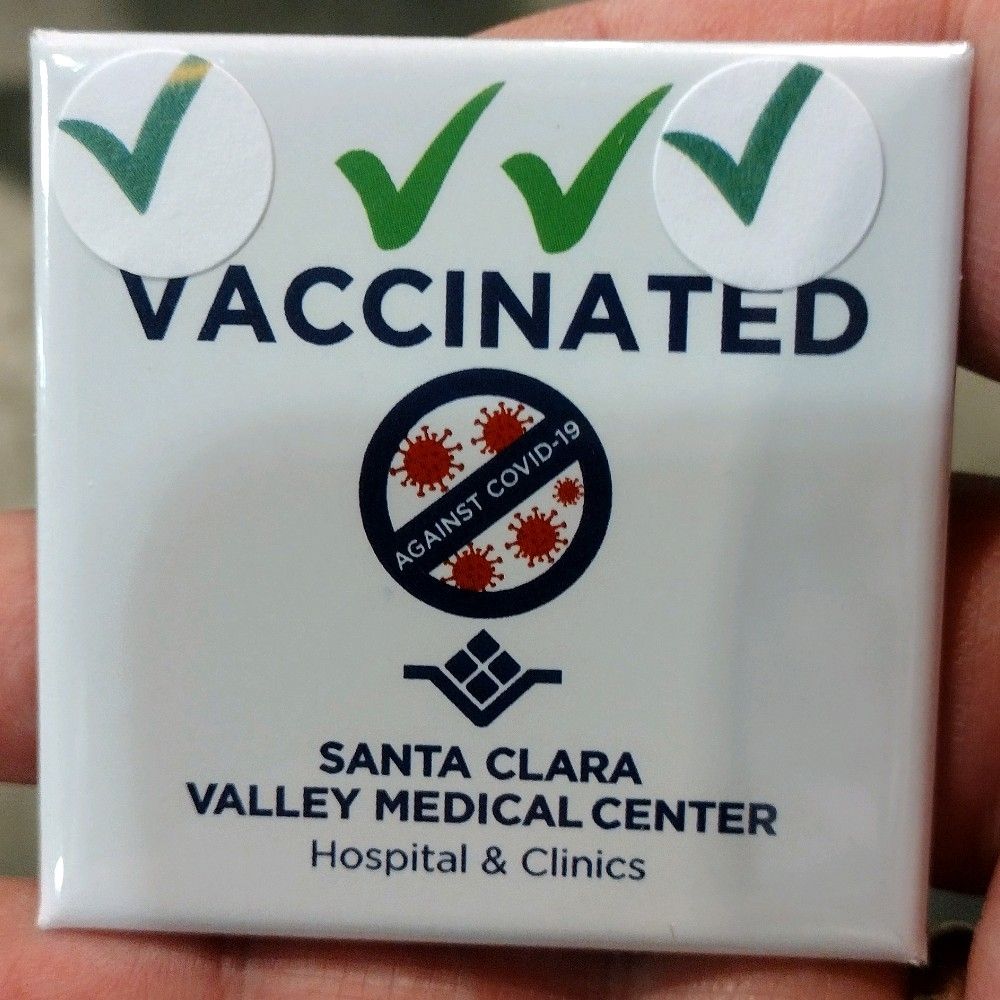 VACCINATED
AGAINST COVID-19
SANTA CLARA
VALLEY MEDICAL CENTER
Hospital & Clinics